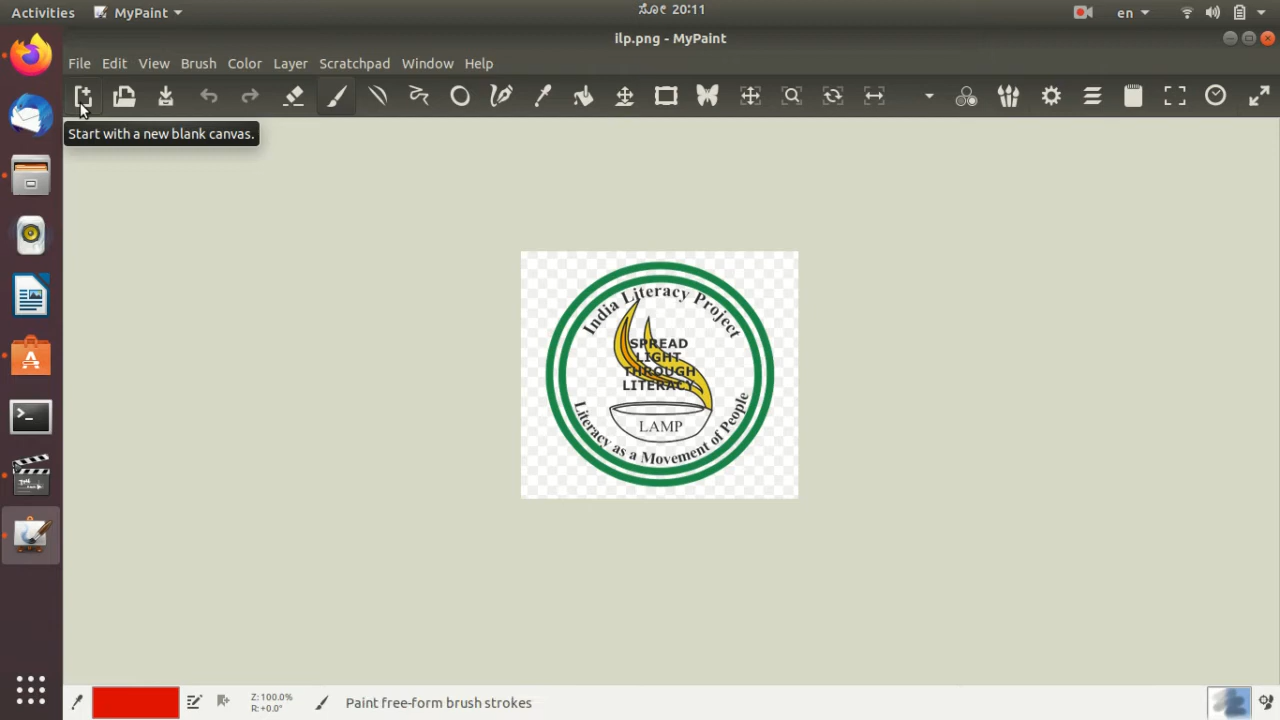 Activities MyPaint ಸೋಮ 20:11 en
ilp.png - MyPaint
File Edit View Brush Color Layer Scratchpad Window Help
Start with a new blank canvas.
India Literacy Project
SPREAD
LIGHT
THROUGH
LITERACY
LAMP
Literacy as a Movement of People
Z:100.0%
R:+0.0°
Paint free-form brush strokes